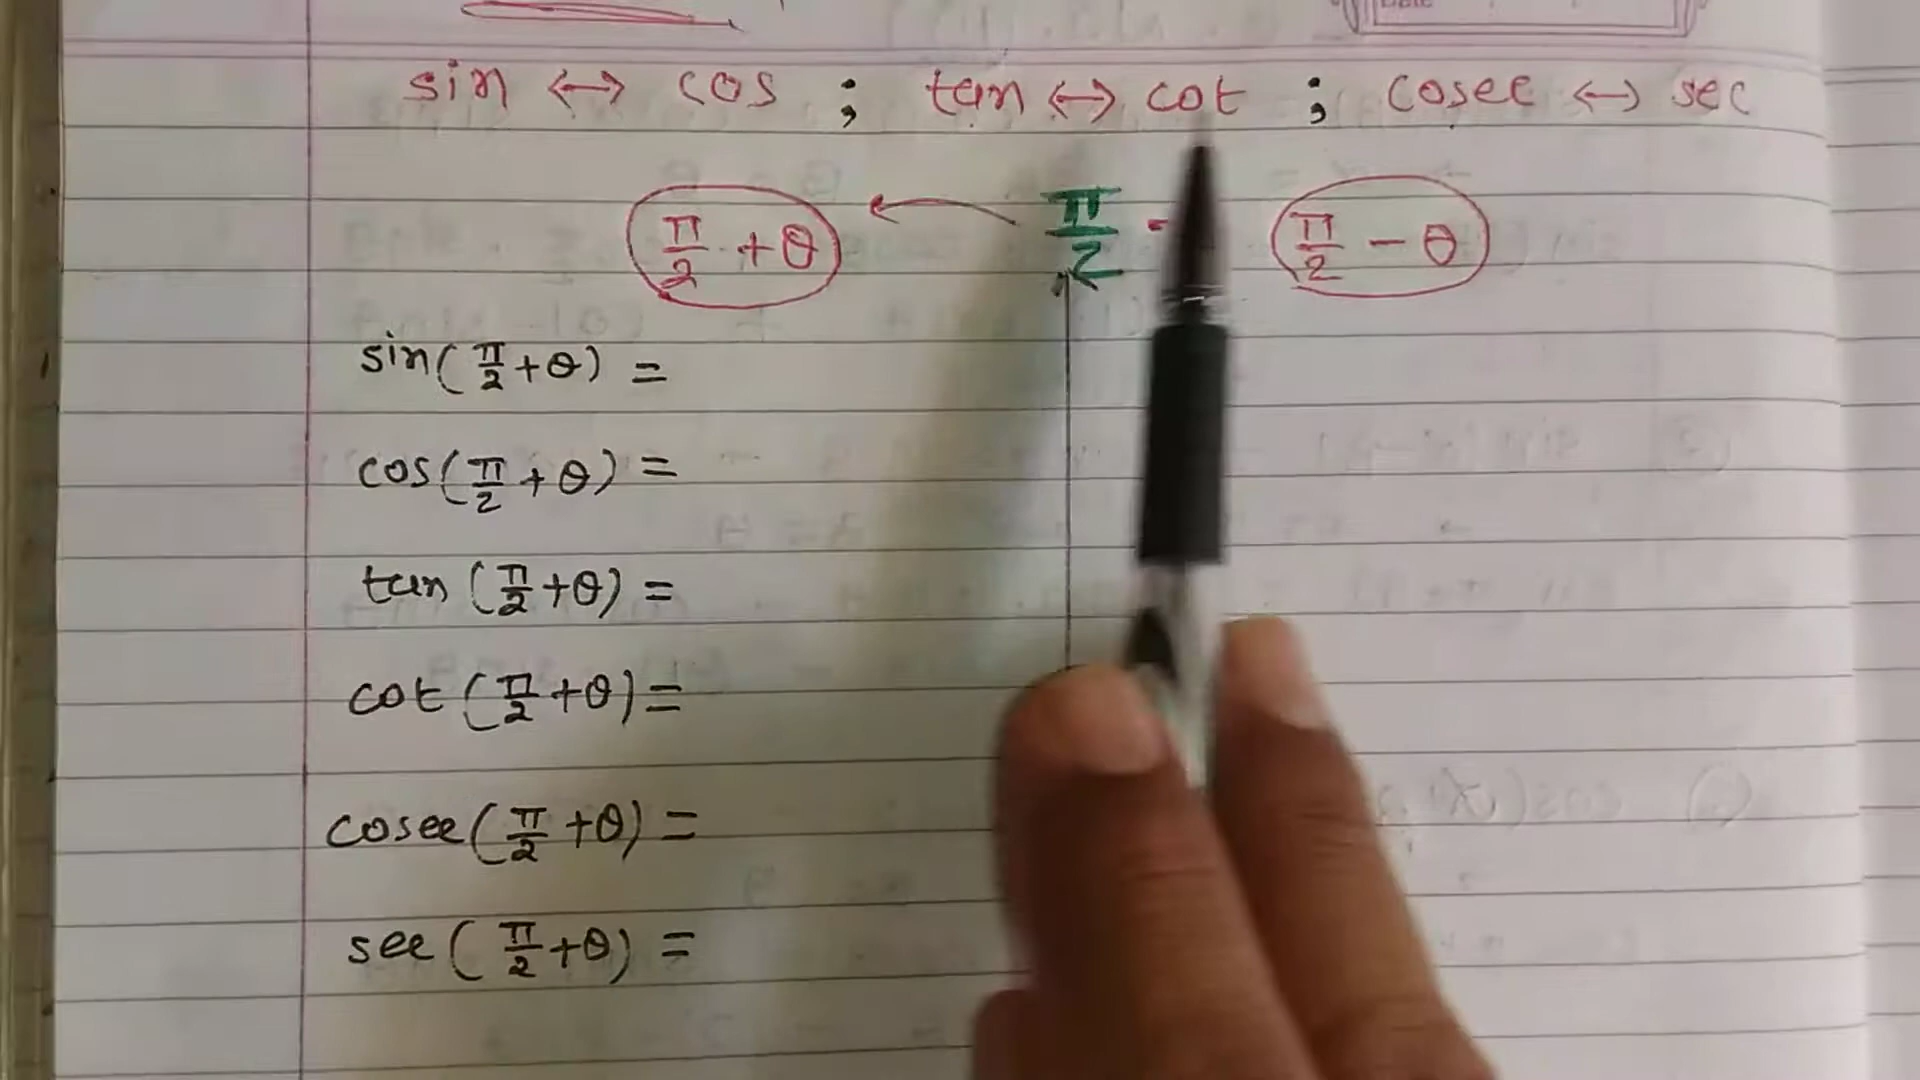 sin ↔ cos ; tan ↔ cot ; cosec ↔ sec
π/2 + θ ← π/2 - π/2 - θ
sin(π/2 + θ) =
cos(π/2 + θ) =
tan (π/2 + θ) =
cot (π/2 + θ) =
cosec(π/2 + θ) =
sec (π/2 + θ) =